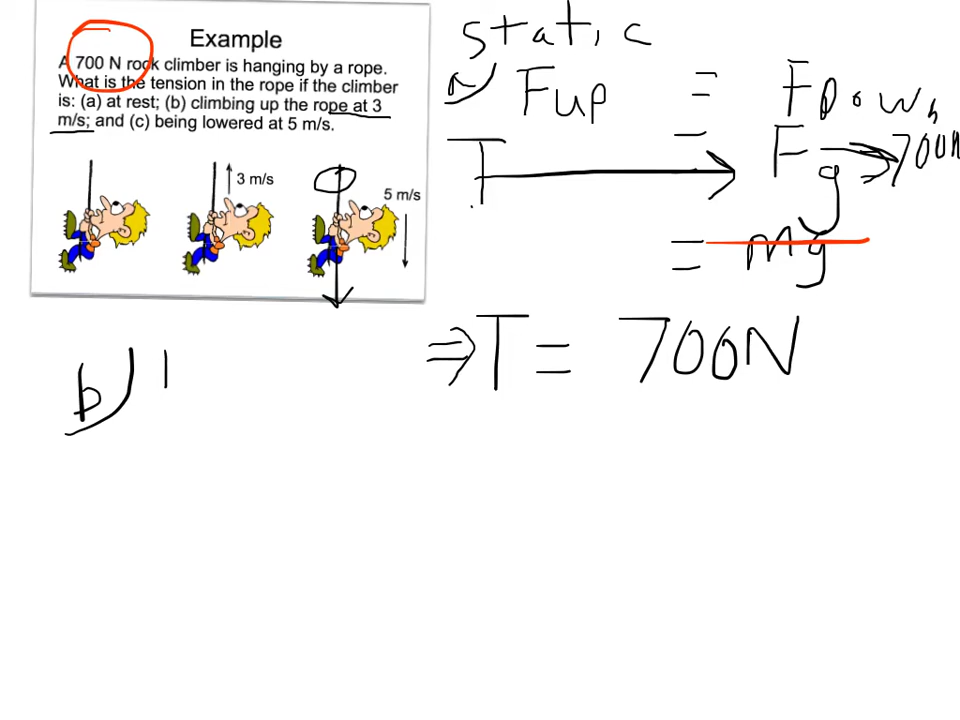 Example
A 700 N rock climber is hanging by a rope.
What is the tension in the rope if the climber
is: (a) at rest; (b) climbing up the rope at 3
m/s; and (c) being lowered at 5 m/s.
3 m/s
5 m/s
static
a) Fup = FDown
T = Fg → 700N
= mg
⇒ T = 700N
b)